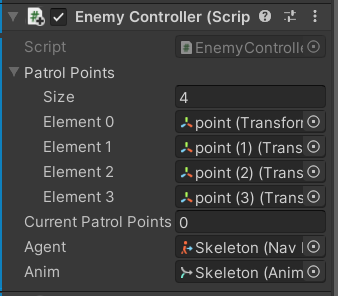 Enemy Controller (Scrip
Script EnemyControlle
Patrol Points
Size 4
Element 0 point (Transforn
Element 1 point (1) (Trans
Element 2 point (2) (Trans
Element 3 point (3) (Trans
Current Patrol Points 0
Agent Skeleton (Nav
Anim Skeleton (Anim